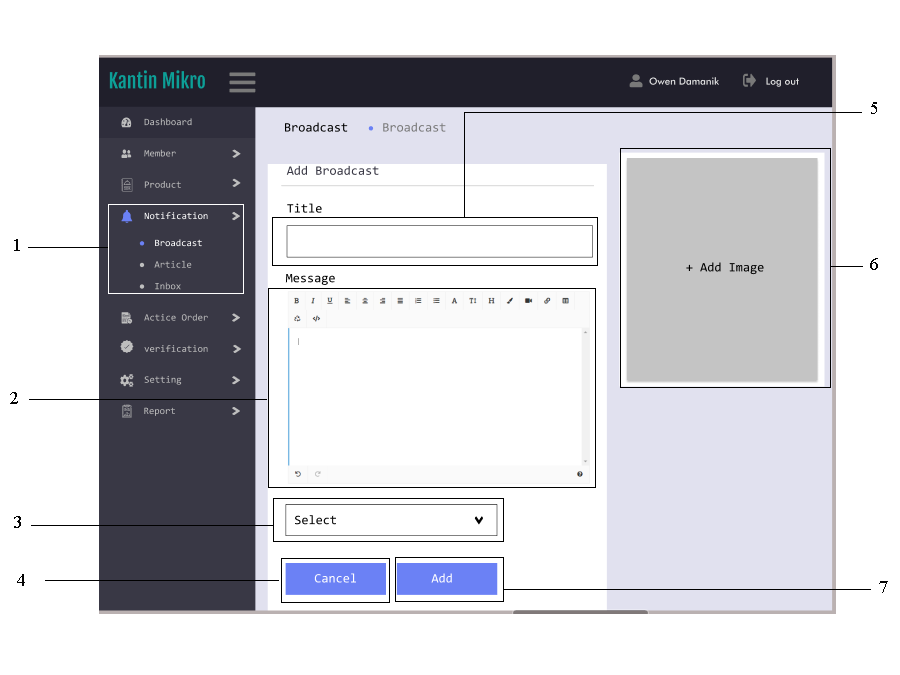 Kantin Mikro
Owen Damanik
Log out
5
Dashboard
Broadcast • Broadcast
Member
Add Broadcast
Product
Title
Notification
1
Broadcast
Article
Inbox
+ Add Image
6
Message
B I U A T H
Actice Order
verification
Setting
Report
2
3
Select
4
Cancel
Add
7